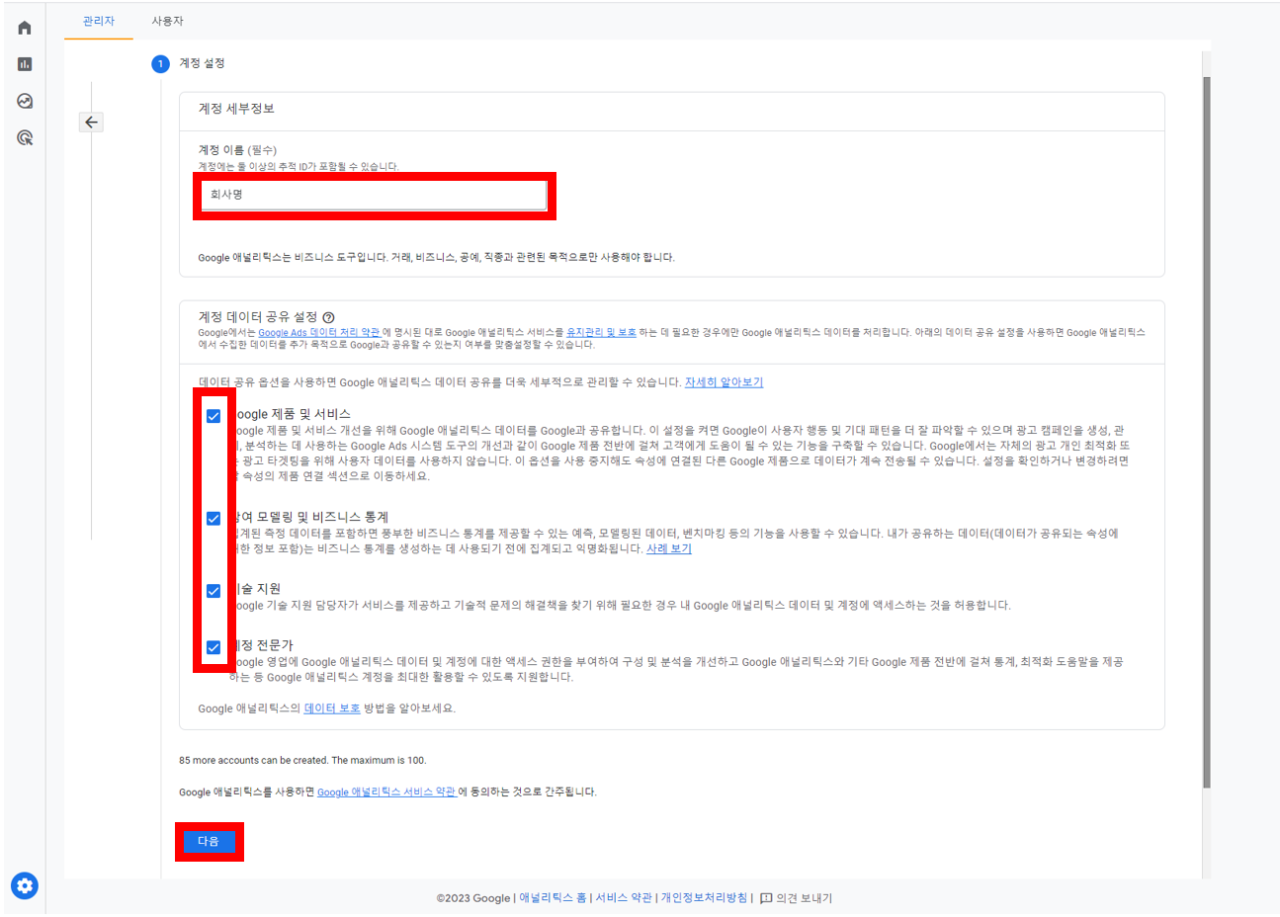 관리자 사용자
1 계정 설정
계정 세부정보
계정 이름 (필수)
계정에는 둘 이상의 추적 ID가 포함될 수 있습니다.
회사명
Google 애널리틱스는 비즈니스 도구입니다. 거래, 비즈니스, 공예, 직종과 관련된 목적으로만 사용해야 합니다.
계정 데이터 공유 설정
Google에서는 Google Ads 데이터 처리 약관 에 명시된 대로 Google 애널리틱스 서비스를 유지관리 및 보호 하는 데 필요한 경우에만 Google 애널리틱스 데이터를 처리합니다. 아래의 데이터 공유 설정을 사용하면 Google 애널리틱스
에서 수집한 데이터를 추가 목적으로 Google과 공유할 수 있는지 여부를 맞춤설정할 수 있습니다.
데이터 공유 옵션을 사용하면 Google 애널리틱스 데이터 공유를 더욱 세부적으로 관리할 수 있습니다. 자세히 알아보기
oogle 제품 및 서비스
oogle 제품 및 서비스 개선을 위해 Google 애널리틱스 데이터를 Google과 공유합니다. 이 설정을 켜면 Google이 사용자 행동 및 기대 패턴을 더 잘 파악할 수 있으며 광고 캠페인을 생성, 관
, 분석하는 데 사용하는 Google Ads 시스템 도구의 개선과 같이 Google 제품 전반에 걸쳐 고객에게 도움이 될 수 있는 기능을 구축할 수 있습니다. Google에서는 자체의 광고 개인 최적화 또
광고 타겟팅을 위해 사용자 데이터를 사용하지 않습니다. 이 옵션을 사용 중지해도 속성에 연결된 다른 Google 제품으로 데이터가 계속 전송될 수 있습니다. 설정을 확인하거나 변경하려면
속성의 제품 연결 섹션으로 이동하세요.
여 모델링 및 비즈니스 통계
계된 측정 데이터를 포함하면 풍부한 비즈니스 통계를 제공할 수 있는 예측, 모델링된 데이터, 벤치마킹 등의 기능을 사용할 수 있습니다. 내가 공유하는 데이터(데이터가 공유되는 속성에
한 정보 포함)는 비즈니스 통계를 생성하는 데 사용되기 전에 집계되고 익명화됩니다. 사례 보기
술 지원
oogle 기술 지원 담당자가 서비스를 제공하고 기술적 문제의 해결책을 찾기 위해 필요한 경우 내 Google 애널리틱스 데이터 및 계정에 액세스하는 것을 허용합니다.
정 전문가
oogle 영업에 Google 애널리틱스 데이터 및 계정에 대한 액세스 권한을 부여하여 구성 및 분석을 개선하고 Google 애널리틱스와 기타 Google 제품 전반에 걸쳐 통계, 최적화 도움말을 제공
하는 등 Google 애널리틱스 계정을 최대한 활용할 수 있도록 지원합니다.
Google 애널리틱스의 데이터 보호 방법을 알아보세요.
85 more accounts can be created. The maximum is 100.
Google 애널리틱스를 사용하면 Google 애널리틱스 서비스 약관 에 동의하는 것으로 간주됩니다.
다음
©2023 Google | 애널리틱스 홈 | 서비스 약관 | 개인정보처리방침 | 의견 보내기